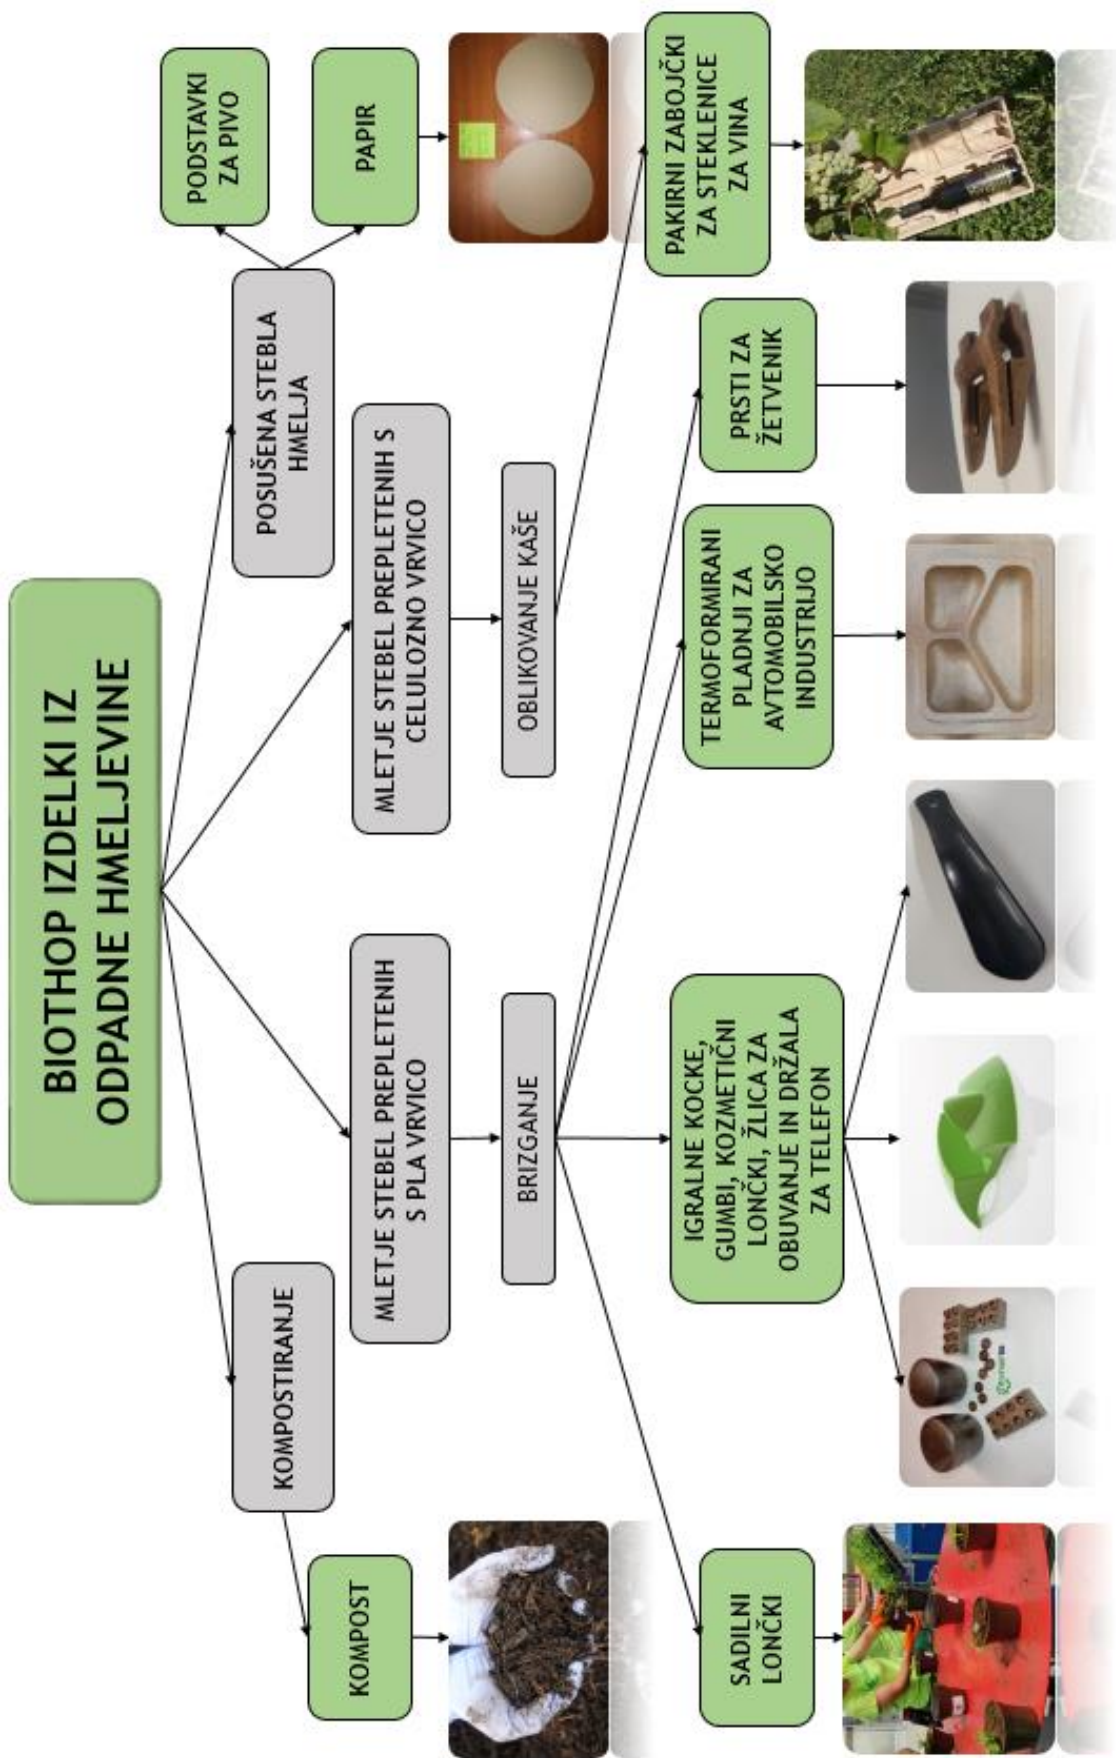 BIOTHOP IZDELKI IZ
ODPADNE HMELJEVINE
KOMPOSTIRANJE
POSUŠENA STEBLA
HMELJA
KOMPOST
MLETJE STEBEL PREPLETENIH
S PLA VRVICO
MLETJE STEBEL PREPLETENIH S
CELULOZNO VRVICO
PODSTAVKI
ZA PIVO
PAPIR
BRIZGANJE
OBLIKOVANJE KAŠE
SADILNI
LONČKI
IGRALNE KOCKE,
GUMBI, KOZMETIČNI
LONČKI, ŽLICA ZA
OBUVANJE IN DRŽALA
ZA TELEFON
TERMOFORMIRANI
PLADNJI ZA
AVTOMOBILSKO
INDUSTRIJO
PRSTI ZA
ŽETVENIK
PAKIRNI ZABOJČKI
ZA STEKLENICE
ZA VINA